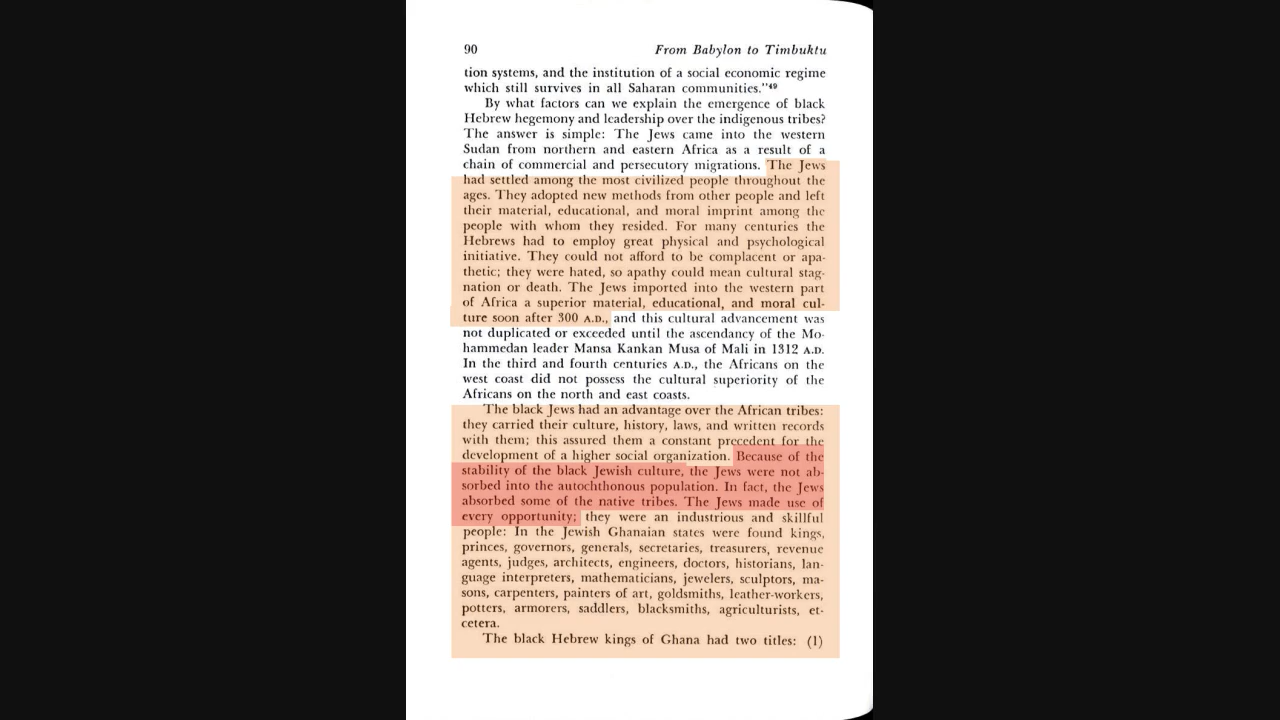 90 From Babylon to Timbuktu
tion systems, and the institution of a social economic regime
which still survives in all Saharan communities."49
By what factors can we explain the emergence of black
Hebrew hegemony and leadership over the indigenous tribes?
The answer is simple: The Jews came into the western
Sudan from northern and eastern Africa as a result of a
chain of commercial and persecutory migrations. The Jews
had settled among the most civilized people throughout the
ages. They adopted new methods from other people and left
their material, educational, and moral imprint among the
people with whom they resided. For many centuries the
Hebrews had to employ great physical and psychological
initiative. They could not afford to be complacent or apa-
thetic; they were hated, so apathy could mean cultural stag-
nation or death. The Jews imported into the western part
of Africa a superior material, educational, and moral cul-
ture soon after 300 A.D., and this cultural advancement was
not duplicated or exceeded until the ascendancy of the Mo-
hammedan leader Mansa Kankan Musa of Mali in 1312 A.D.
In the third and fourth centuries A.D., the Africans on the
west coast did not possess the cultural superiority of the
Africans on the north and east coasts.
The black Jews had an advantage over the African tribes:
they carried their culture, history, laws, and written records
with them; this assured them a constant precedent for the
development of a higher social organization. Because of the
stability of the black Jewish culture, the Jews were not ab-
sorbed into the autochthonous population. In fact, the Jews
absorbed some of the native tribes. The Jews made use of
every opportunity; they were an industrious and skillful
people: In the Jewish Ghanaian states were found kings,
princes, governors, generals, secretaries, treasurers, revenue
agents, judges, architects, engineers, doctors, historians, lan-
guage interpreters, mathematicians, jewelers, sculptors, ma-
sons, carpenters, painters of art, goldsmiths, leather-workers,
potters, armorers, saddlers, blacksmiths, agriculturists, et-
cetera.
The black Hebrew kings of Ghana had two titles: (1)